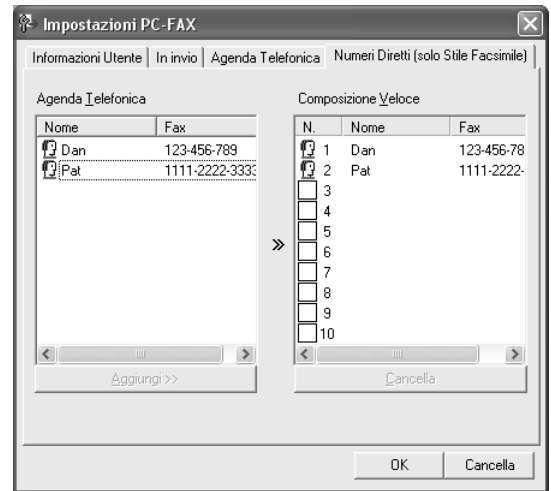 Impostazioni PC-FAX
Informazioni Utente In invio Agenda Telefonica Numeri Diretti (solo Stile Facsimile)
Agenda Telefonica
Nome Fax
Dan 123-456-789
Pat 1111-2222-3333
Aggiungi >>
»
Composizione Veloce
N. Nome Fax
1 Dan 123-456-78
2 Pat 1111-2222-
3
4
5
6
7
8
9
10
Cancella
OK Cancella